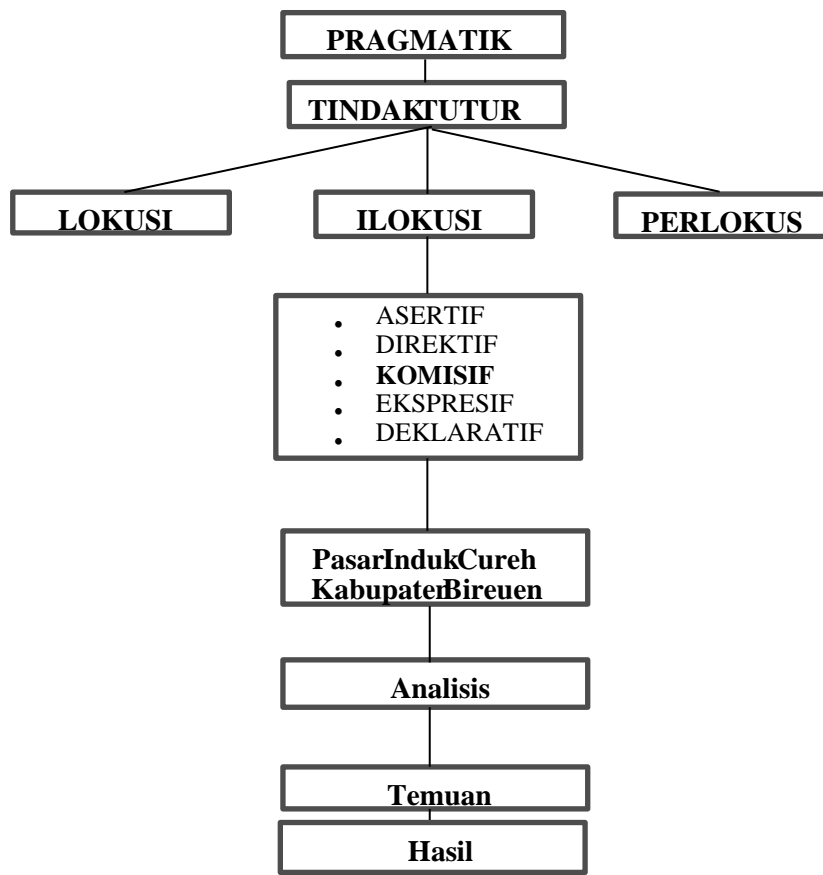 PRAGMATIK
TINDAKTUTUR
LOKUSI
ILOKUSI
PERLOKUS
• ASERTIF
• DIREKTIF
• KOMISIF
• EKSPRESIF
• DEKLARATIF
PasarIndukCureh
KabupatenBireuen
Analisis
Temuan
Hasil